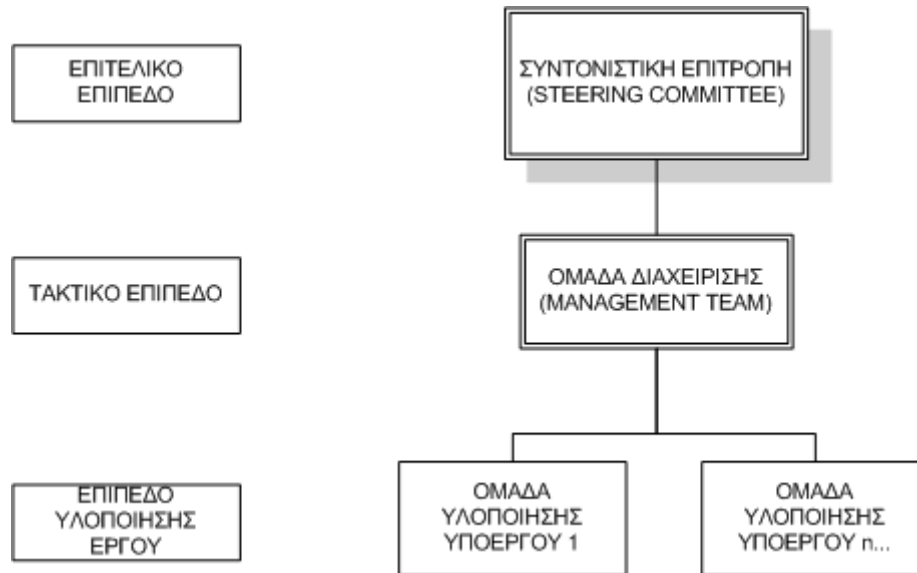 ΕΠΙΤΕΛΙΚΟ
ΕΠΙΠΕΔΟ
ΣΥΝΤΟΝΙΣΤΙΚΗ ΕΠΙΤΡΟΠΗ
(STEERING COMMITTEE)
ΤΑΚΤΙΚΟ ΕΠΙΠΕΔΟ
ΟΜΑΔΑ ΔΙΑΧΕΙΡΙΣΗΣ
(MANAGEMENT TEAM)
ΕΠΙΠΕΔΟ
ΥΛΟΠΟΙΗΣΗΣ
ΕΡΓΟΥ
ΟΜΑΔΑ
ΥΛΟΠΟΙΗΣΗΣ
ΥΠΟΕΡΓΟΥ 1
ΟΜΑΔΑ
ΥΛΟΠΟΙΗΣΗΣ
ΥΠΟΕΡΓΟΥ n...